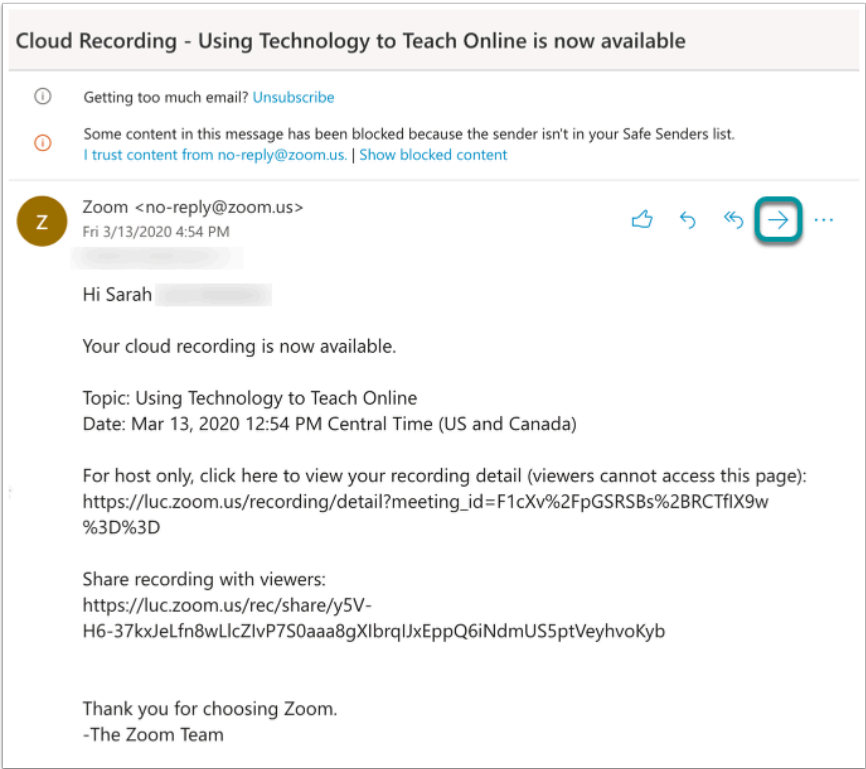 Cloud Recording - Using Technology to Teach Online is now available
Getting too much email? Unsubscribe
Some content in this message has been blocked because the sender isn't in your Safe Senders list.
I trust content from no-reply@zoom.us. | Show blocked content
Z
Zoom <no-reply@zoom.us>
Fri 3/13/2020 4:54 PM
Hi Sarah
Your cloud recording is now available.
Topic: Using Technology to Teach Online
Date: Mar 13, 2020 12:54 PM Central Time (US and Canada)
For host only, click here to view your recording detail (viewers cannot access this page):
https://luc.zoom.us/recording/detail?meeting_id=F1cXv%2FpGSRSBs%2BRCTflX9w
%3D%3D
Share recording with viewers:
https://luc.zoom.us/rec/share/y5V-
H6-37kxJeLfn8wLlcZIvP7S0aaa8gXIbrqIJxEppQ6iNdmUS5ptVeyhvoKyb
Thank you for choosing Zoom.
-The Zoom Team